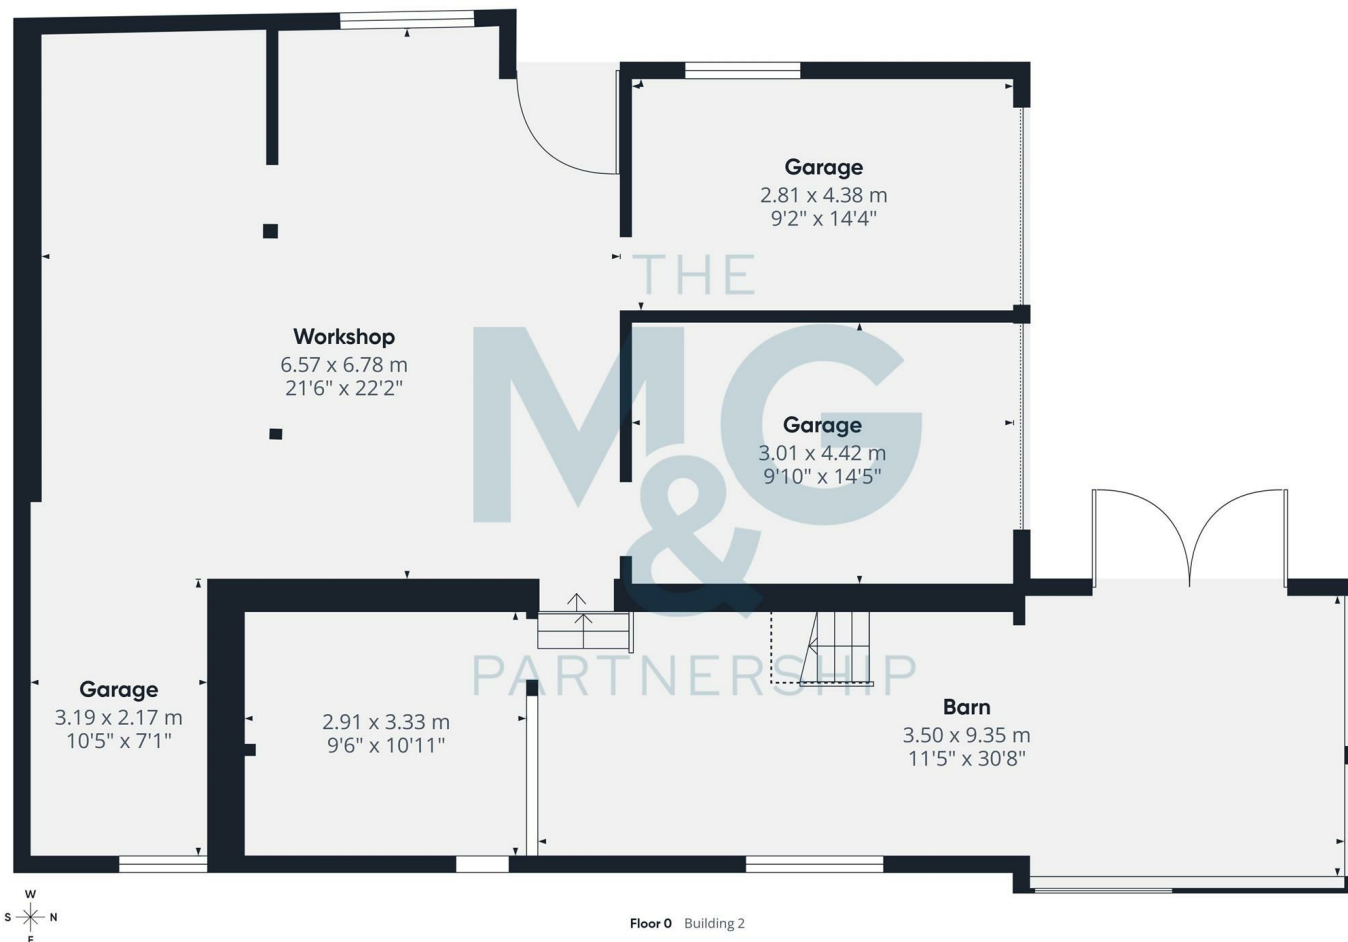 Garage
2.81 x 4.38 m
9'2" x 14'4"
THE
M&G
PARTNERSHIP
Workshop
6.57 x 6.78 m
21'6" x 22'2"
Garage
3.01 x 4.42 m
9'10" x 14'5"
Garage
3.19 x 2.17 m
10'5" x 7'1"
2.91 x 3.33 m
9'6" x 10'11"
Barn
3.50 x 9.35 m
11'5" x 30'8"
W
S N
E
Floor 0 Building 2